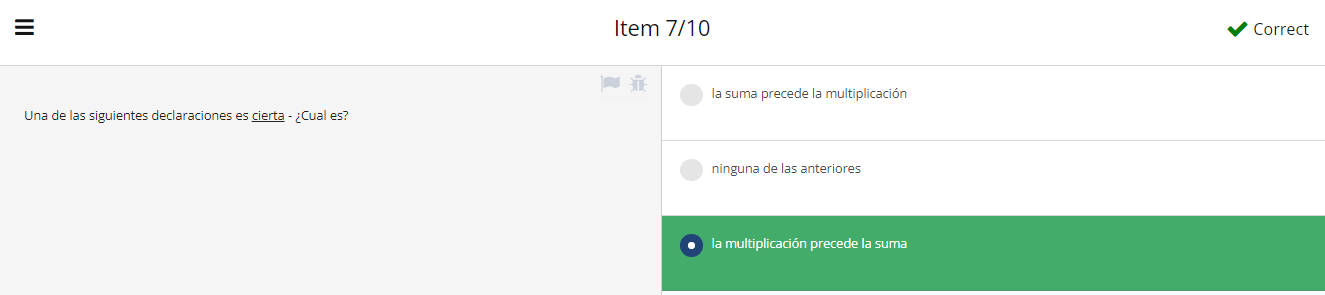 Item 7/10
Correct
Una de las siguientes declaraciones es cierta - ¿Cual es?
la suma precede la multiplicación
ninguna de las anteriores
la multiplicación precede la suma